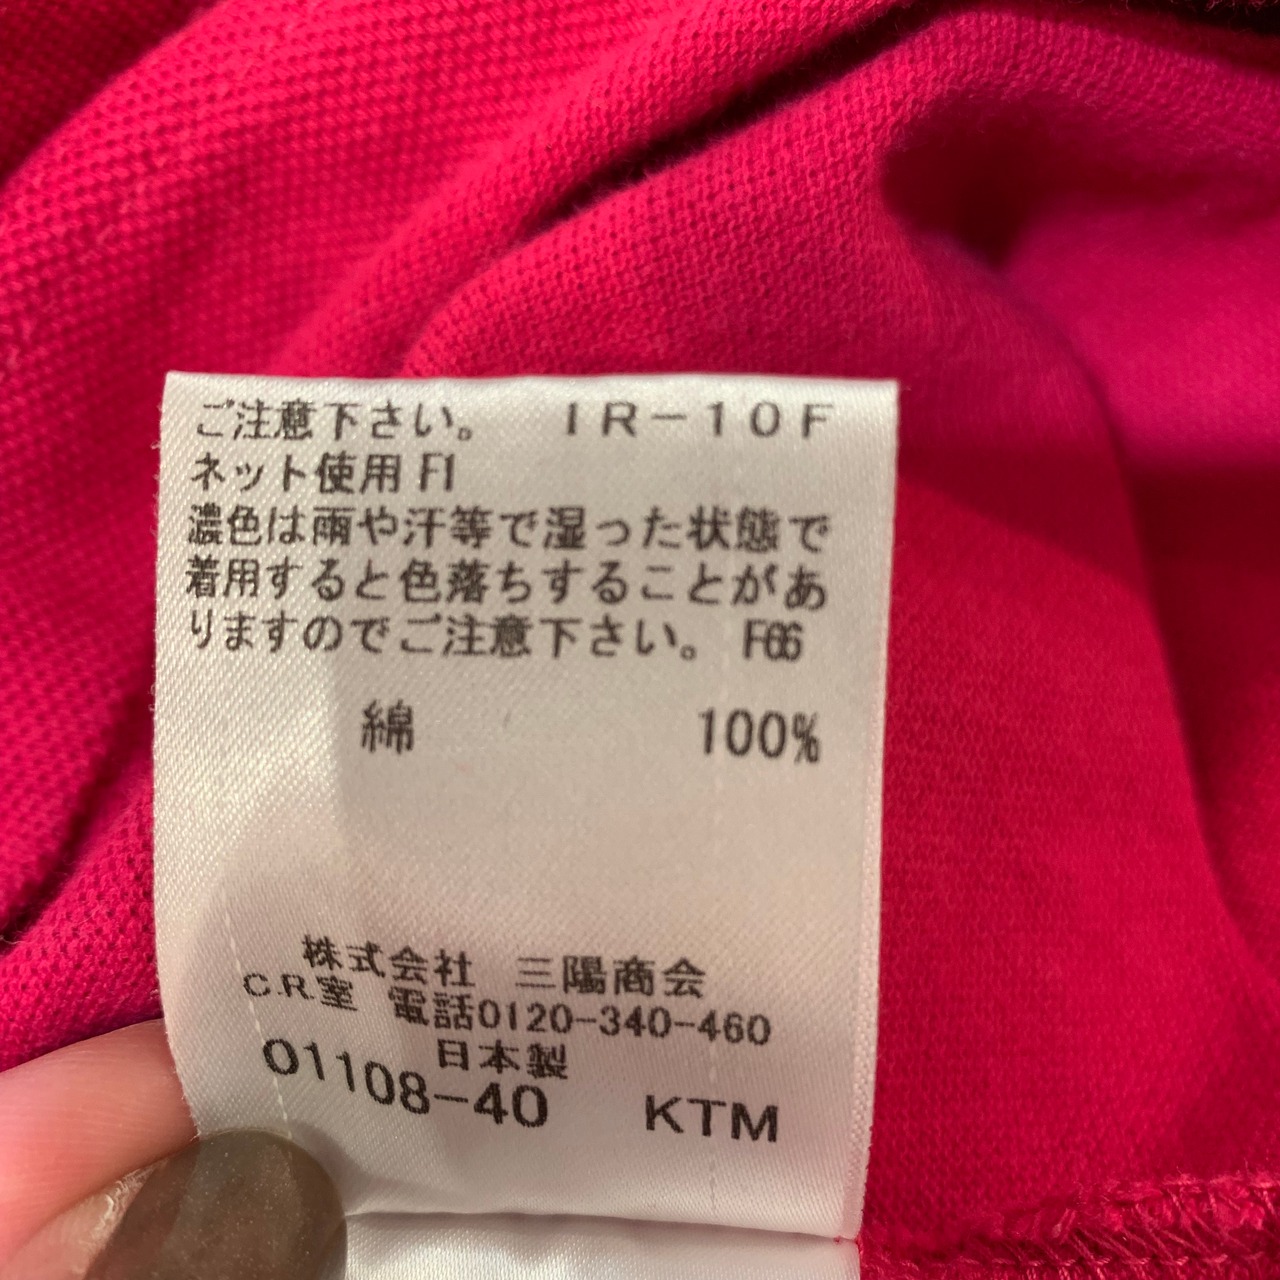 ご注意下さい。 IR-10F
ネット使用 F1
濃色は雨や汗等で湿った状態で
着用すると色落ちすることがあ
りますのでご注意下さい。 F66
綿 100%
株式会社 三陽商会
C.R.室 電話0120-340-460
日本製
01108-40 KTM